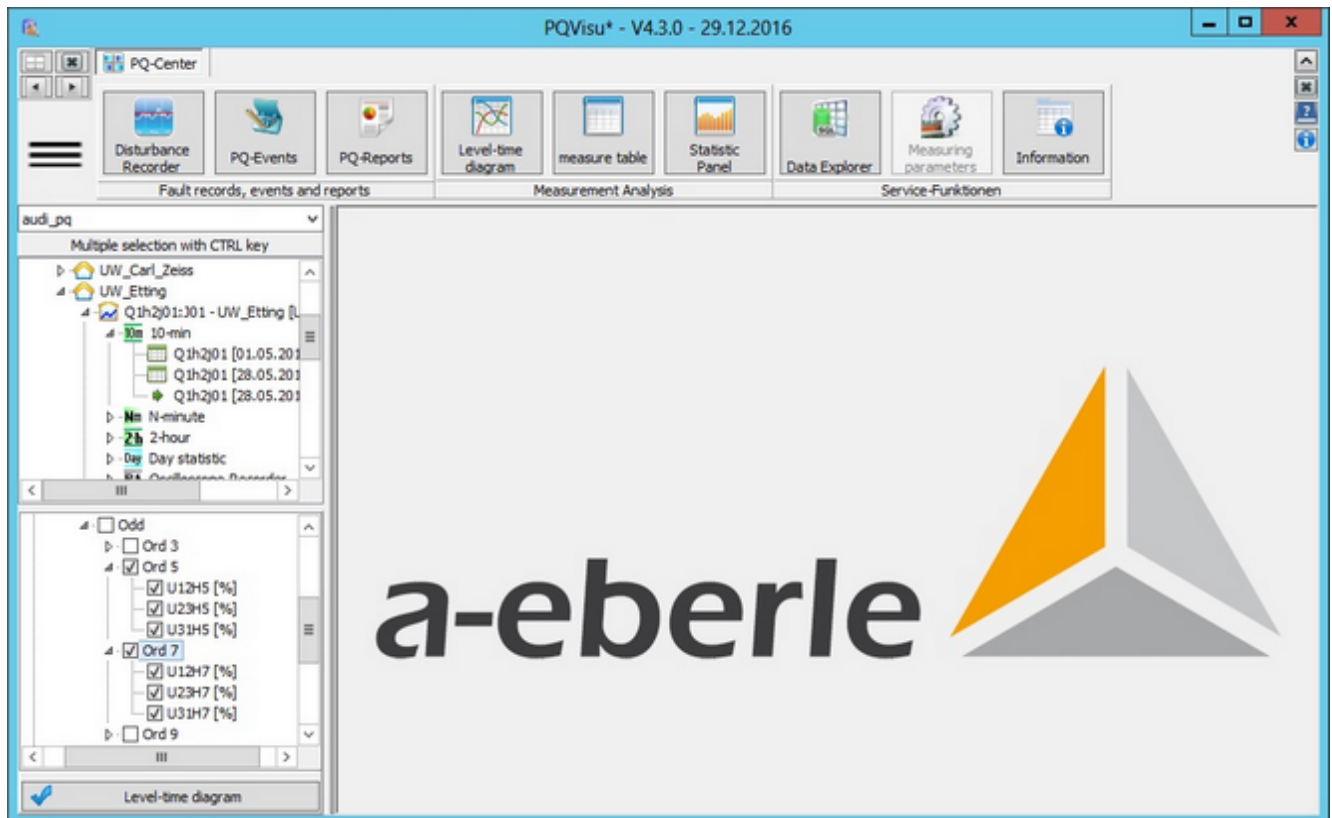 PQVisu* - V4.3.0 - 29.12.2016
PQ-Center
Disturbance
Recorder
PQ-Events
PQ-Reports
Level-time
diagram
measure table
Statistic
Panel
SQL
Data Explorer
Measuring
parameters
Information
Fault records, events and reports
Measurement Analysis
Service-Funktionen
audi_pq
Multiple selection with CTRL key
UW_Carl_Zeiss
UW_Etting
Q1h2j01::J01 - UW_Etting [
10m 10-min
Q1h2j01 [01.05.201
Q1h2j01 [28.05.201
Q1h2j01 [28.05.201
Nm N-minute
2h 2-hour
Day Day statistic
Oscilloscope Recorder
Odd
Ord 3
Ord 5
U12H5 [%]
U23H5 [%]
U31H5 [%]
Ord 7
U12H7 [%]
U23H7 [%]
U31H7 [%]
Ord 9
Level-time diagram
a-eberle